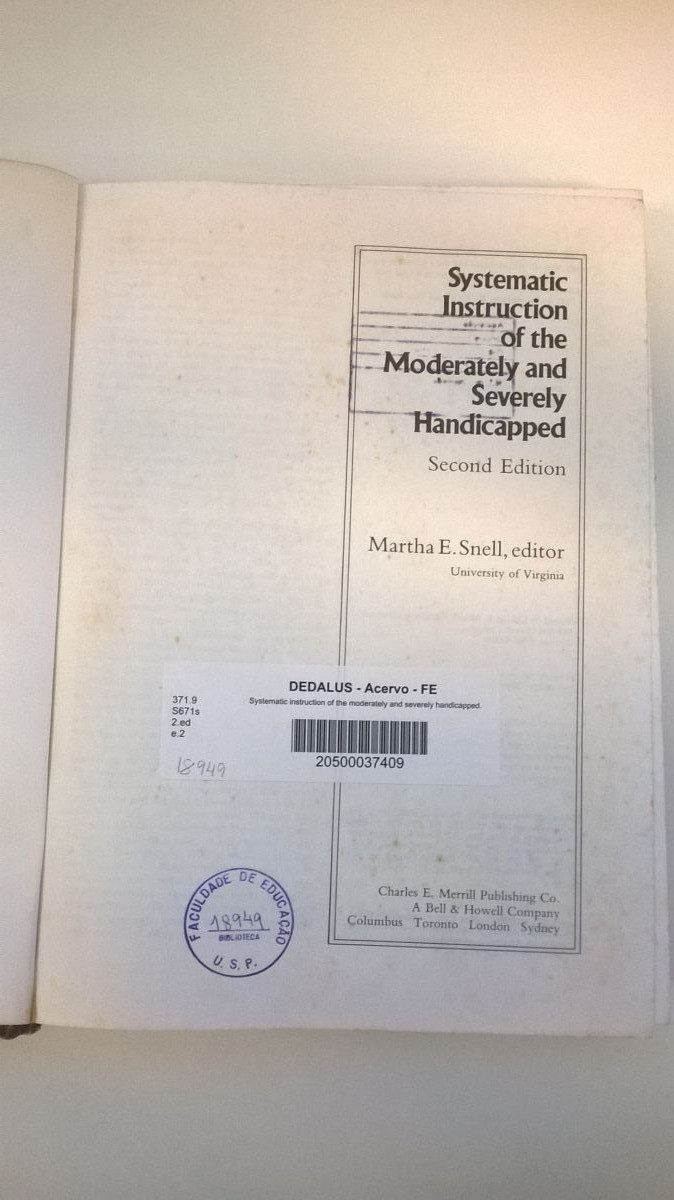 Systematic
Instruction
of the
Moderately and
Severely
Handicapped
Second Edition
Martha E. Snell, editor
University of Virginia
DEDALUS - Acervo - FE
371.9
S671s
2.ed
e.2
Systematic instruction of the moderately and severely handicapped.
20500037409
18949
FACULDADE DE EDUCAÇÃO
18949
BIBLIOTECA
U. S. P.
Charles E. Merrill Publishing Co.
A Bell & Howell Company
Columbus Toronto London Sydney